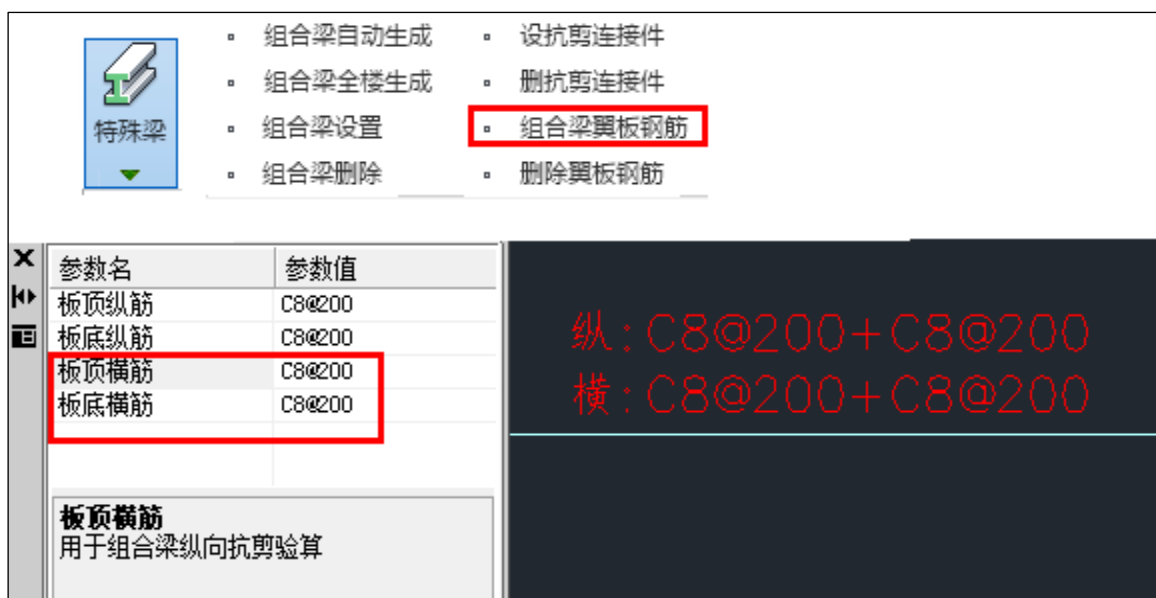 特殊梁
组合梁自动生成
组合梁全楼生成
组合梁设置
组合梁删除
设抗剪连接件
删抗剪连接件
组合梁翼板钢筋
删除翼板钢筋
参数名 参数值
板顶纵筋 C8@200
板底纵筋 C8@200
板顶横筋 C8@200
板底横筋 C8@200
板顶横筋
用于组合梁纵向抗剪验算
纵:C8@200+C8@200
横:C8@200+C8@200